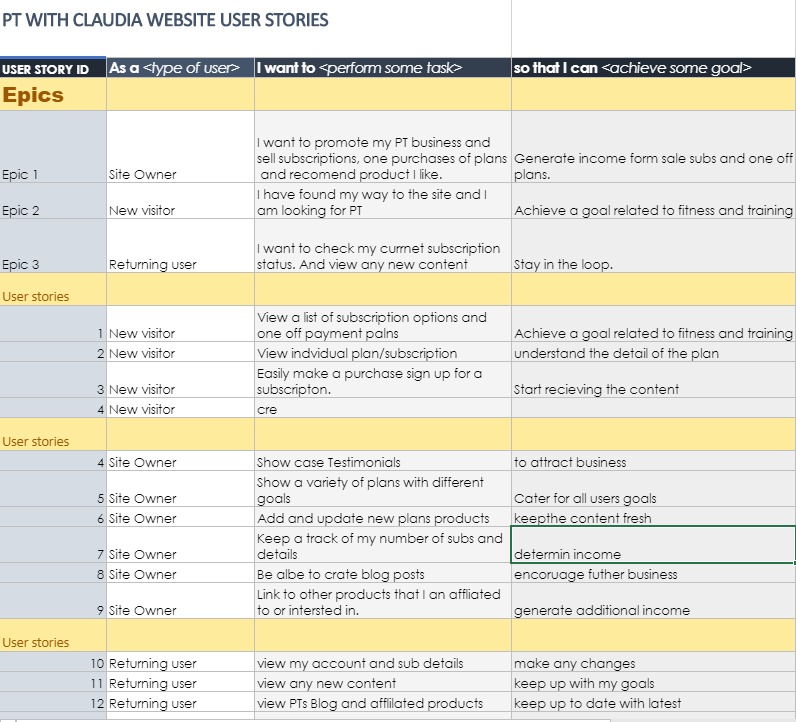 PT WITH CLAUDIA WEBSITE USER STORIES
USER STORY ID As a <type of user> I want to <perform some task> so that I can <achieve some goal>
Epics
I want to promote my PT business and
sell subscriptions, one purchases of plans Generate income form sale subs and one off
Epic 1 Site Owner and recomend product I like. plans.
I have found my way to the site and I
Epic 2 New visitor am looking for PT Achieve a goal related to fitness and training
I want to check my currnet subscription
Epic 3 Returning user status. And view any new content Stay in the loop.
User stories
View a list of subscription options and
1 New visitor one off payment palns Achieve a goal related to fitness and training
2 New visitor View indvidual plan/subscription understand the detail of the plan
Easily make a purchase sign up for a
3 New visitor subscripton. Start recieving the content
4 New visitor cre
User stories
4 Site Owner Show case Testimonials to attract business
Show a variety of plans with different
5 Site Owner goals Cater for all users goals
6 Site Owner Add and update new plans products keepthe content fresh
Keep a track of my number of subs and
7 Site Owner details determin income
8 Site Owner Be albe to crate blog posts encoruage futher business
Link to other products that I an affliated
9 Site Owner to or intersted in. generate additional income
User stories
10 Returning user view my account and sub details make any changes
11 Returning user view any new content keep up with my goals
12 Returning user view PTs Blog and afflilated products keep up to date with latest